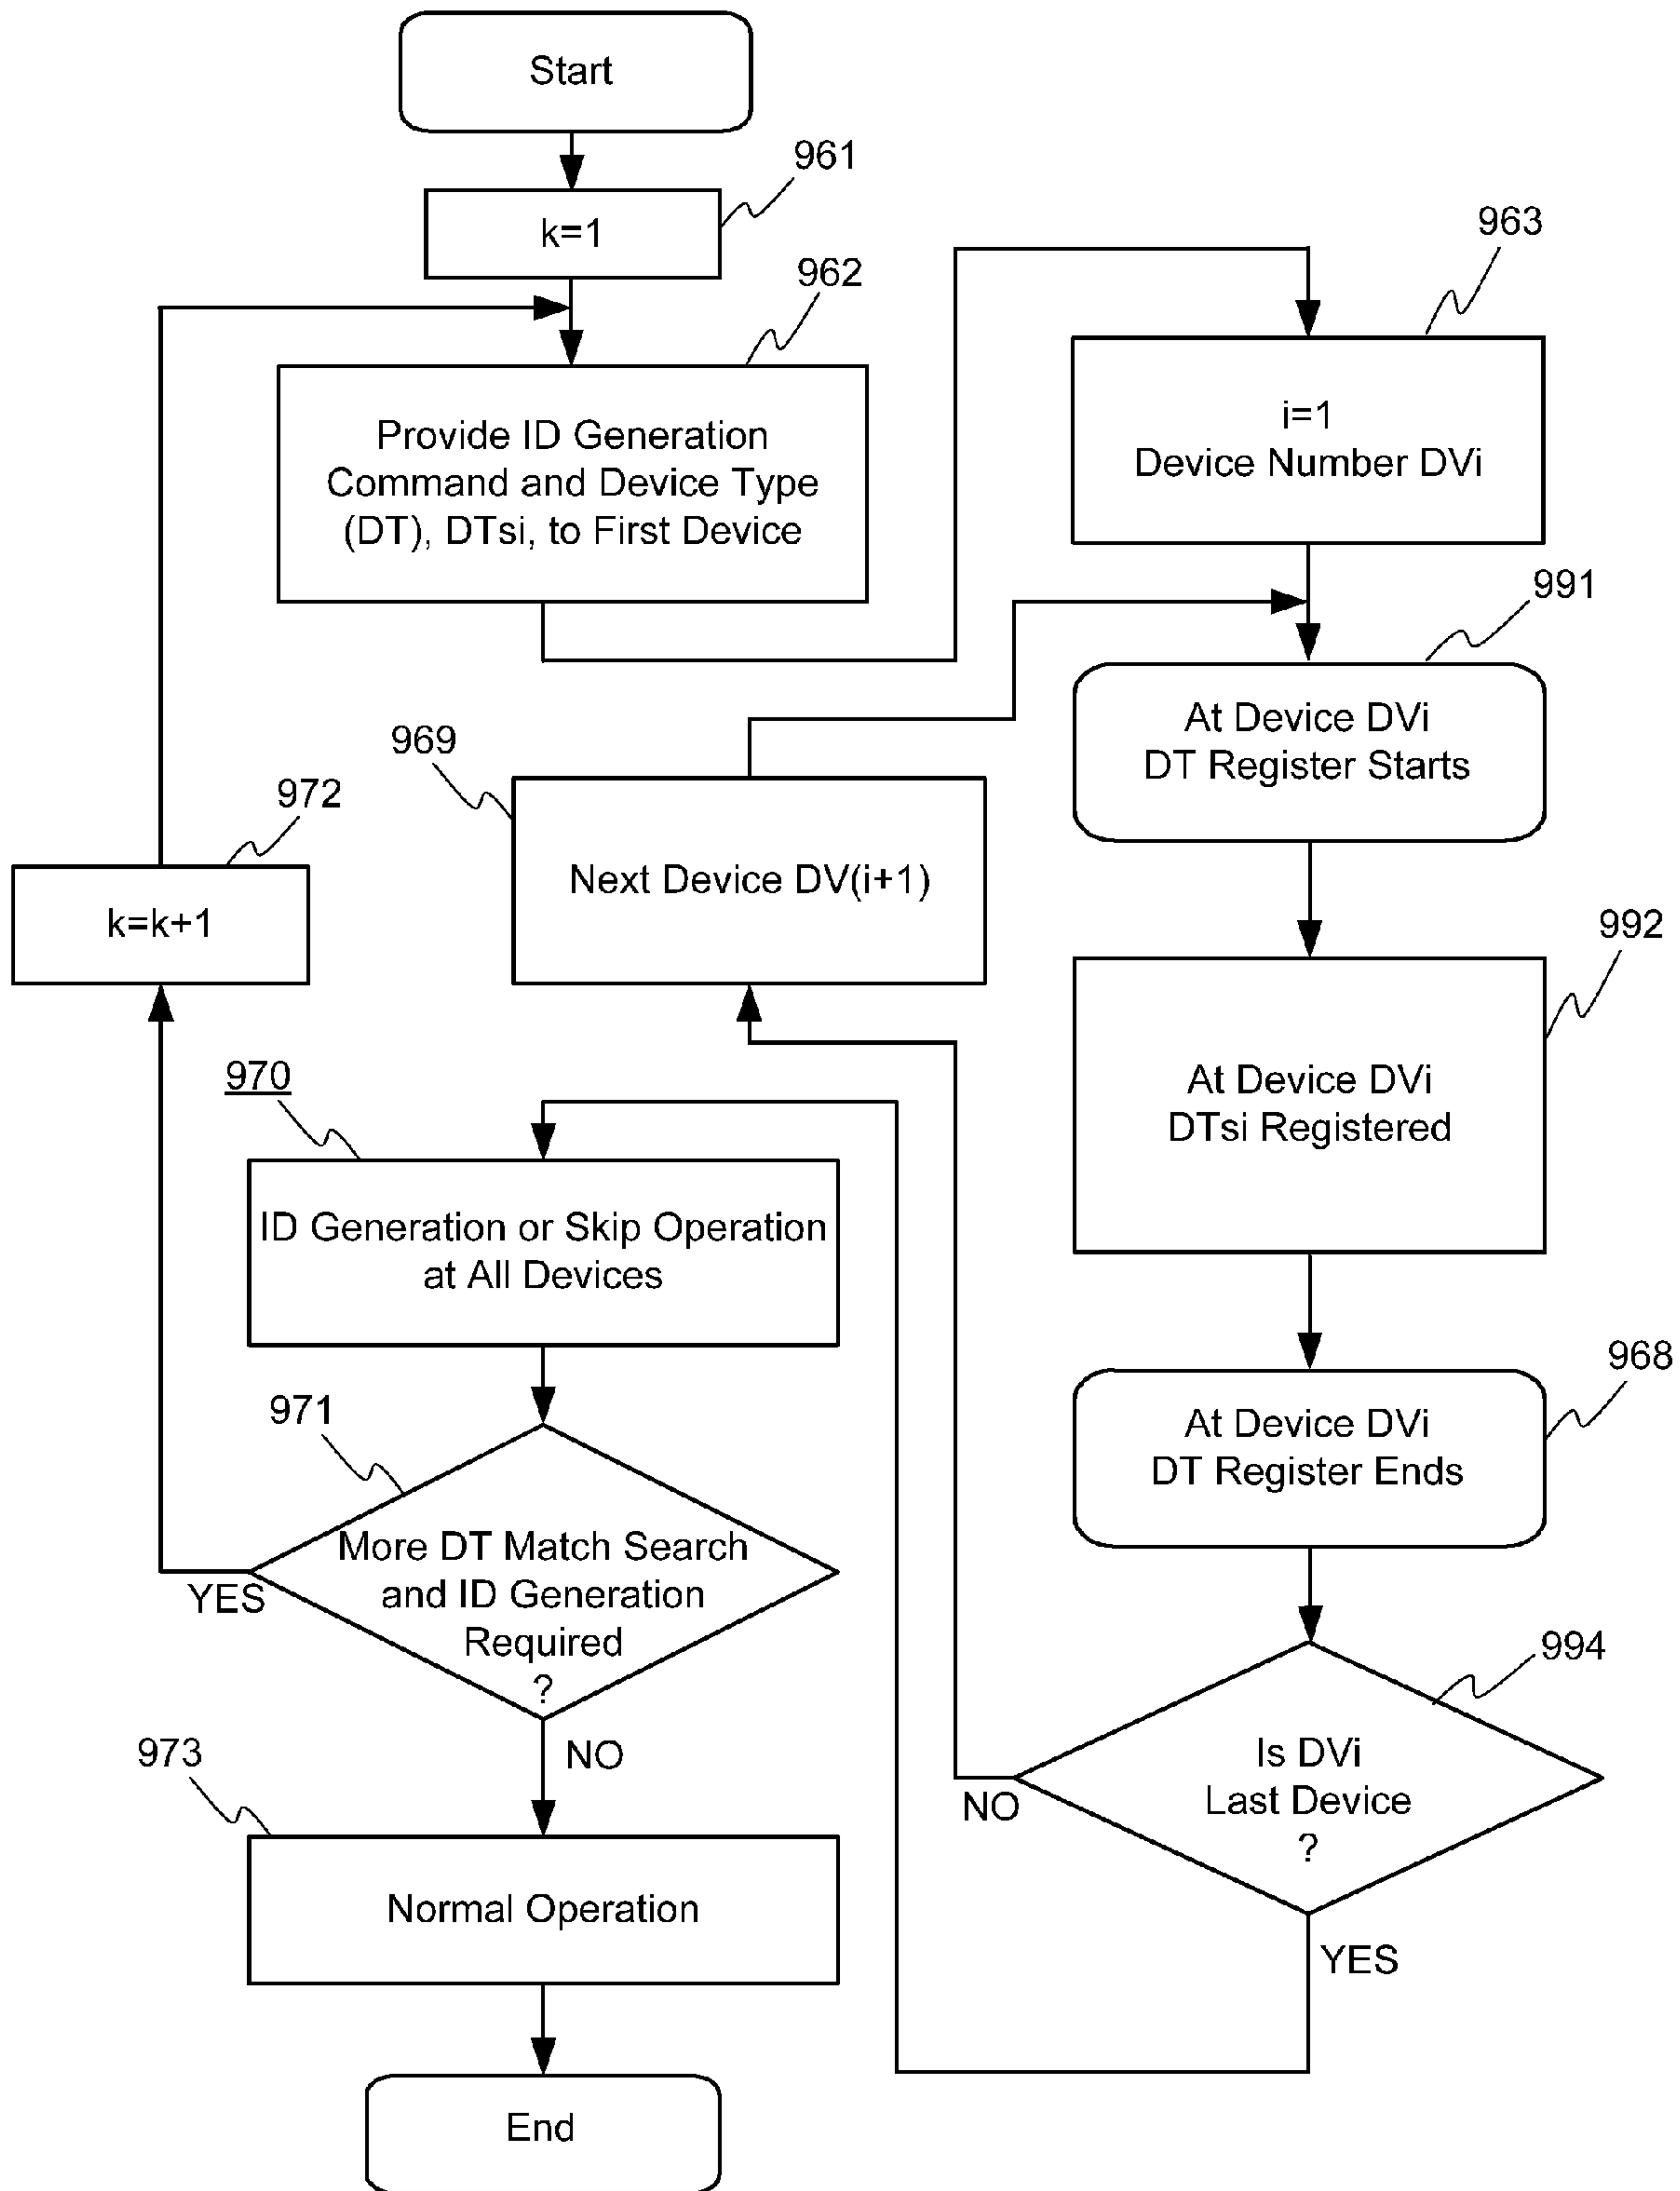 Start
961
k=1
962
Provide ID Generation
Command and Device Type
(DT), DTsi, to First Device
963
i=1
Device Number DVi
991
At Device DVi
DT Register Starts
969
Next Device DV(i+1)
972
k=k+1
992
At Device DVi
DTsi Registered
970
ID Generation or Skip Operation
at All Devices
968
At Device DVi
DT Register Ends
971
More DT Match Search
and ID Generation
Required
?
YES
NO
994
Is DVi
Last Device
?
NO
YES
973
Normal Operation
End